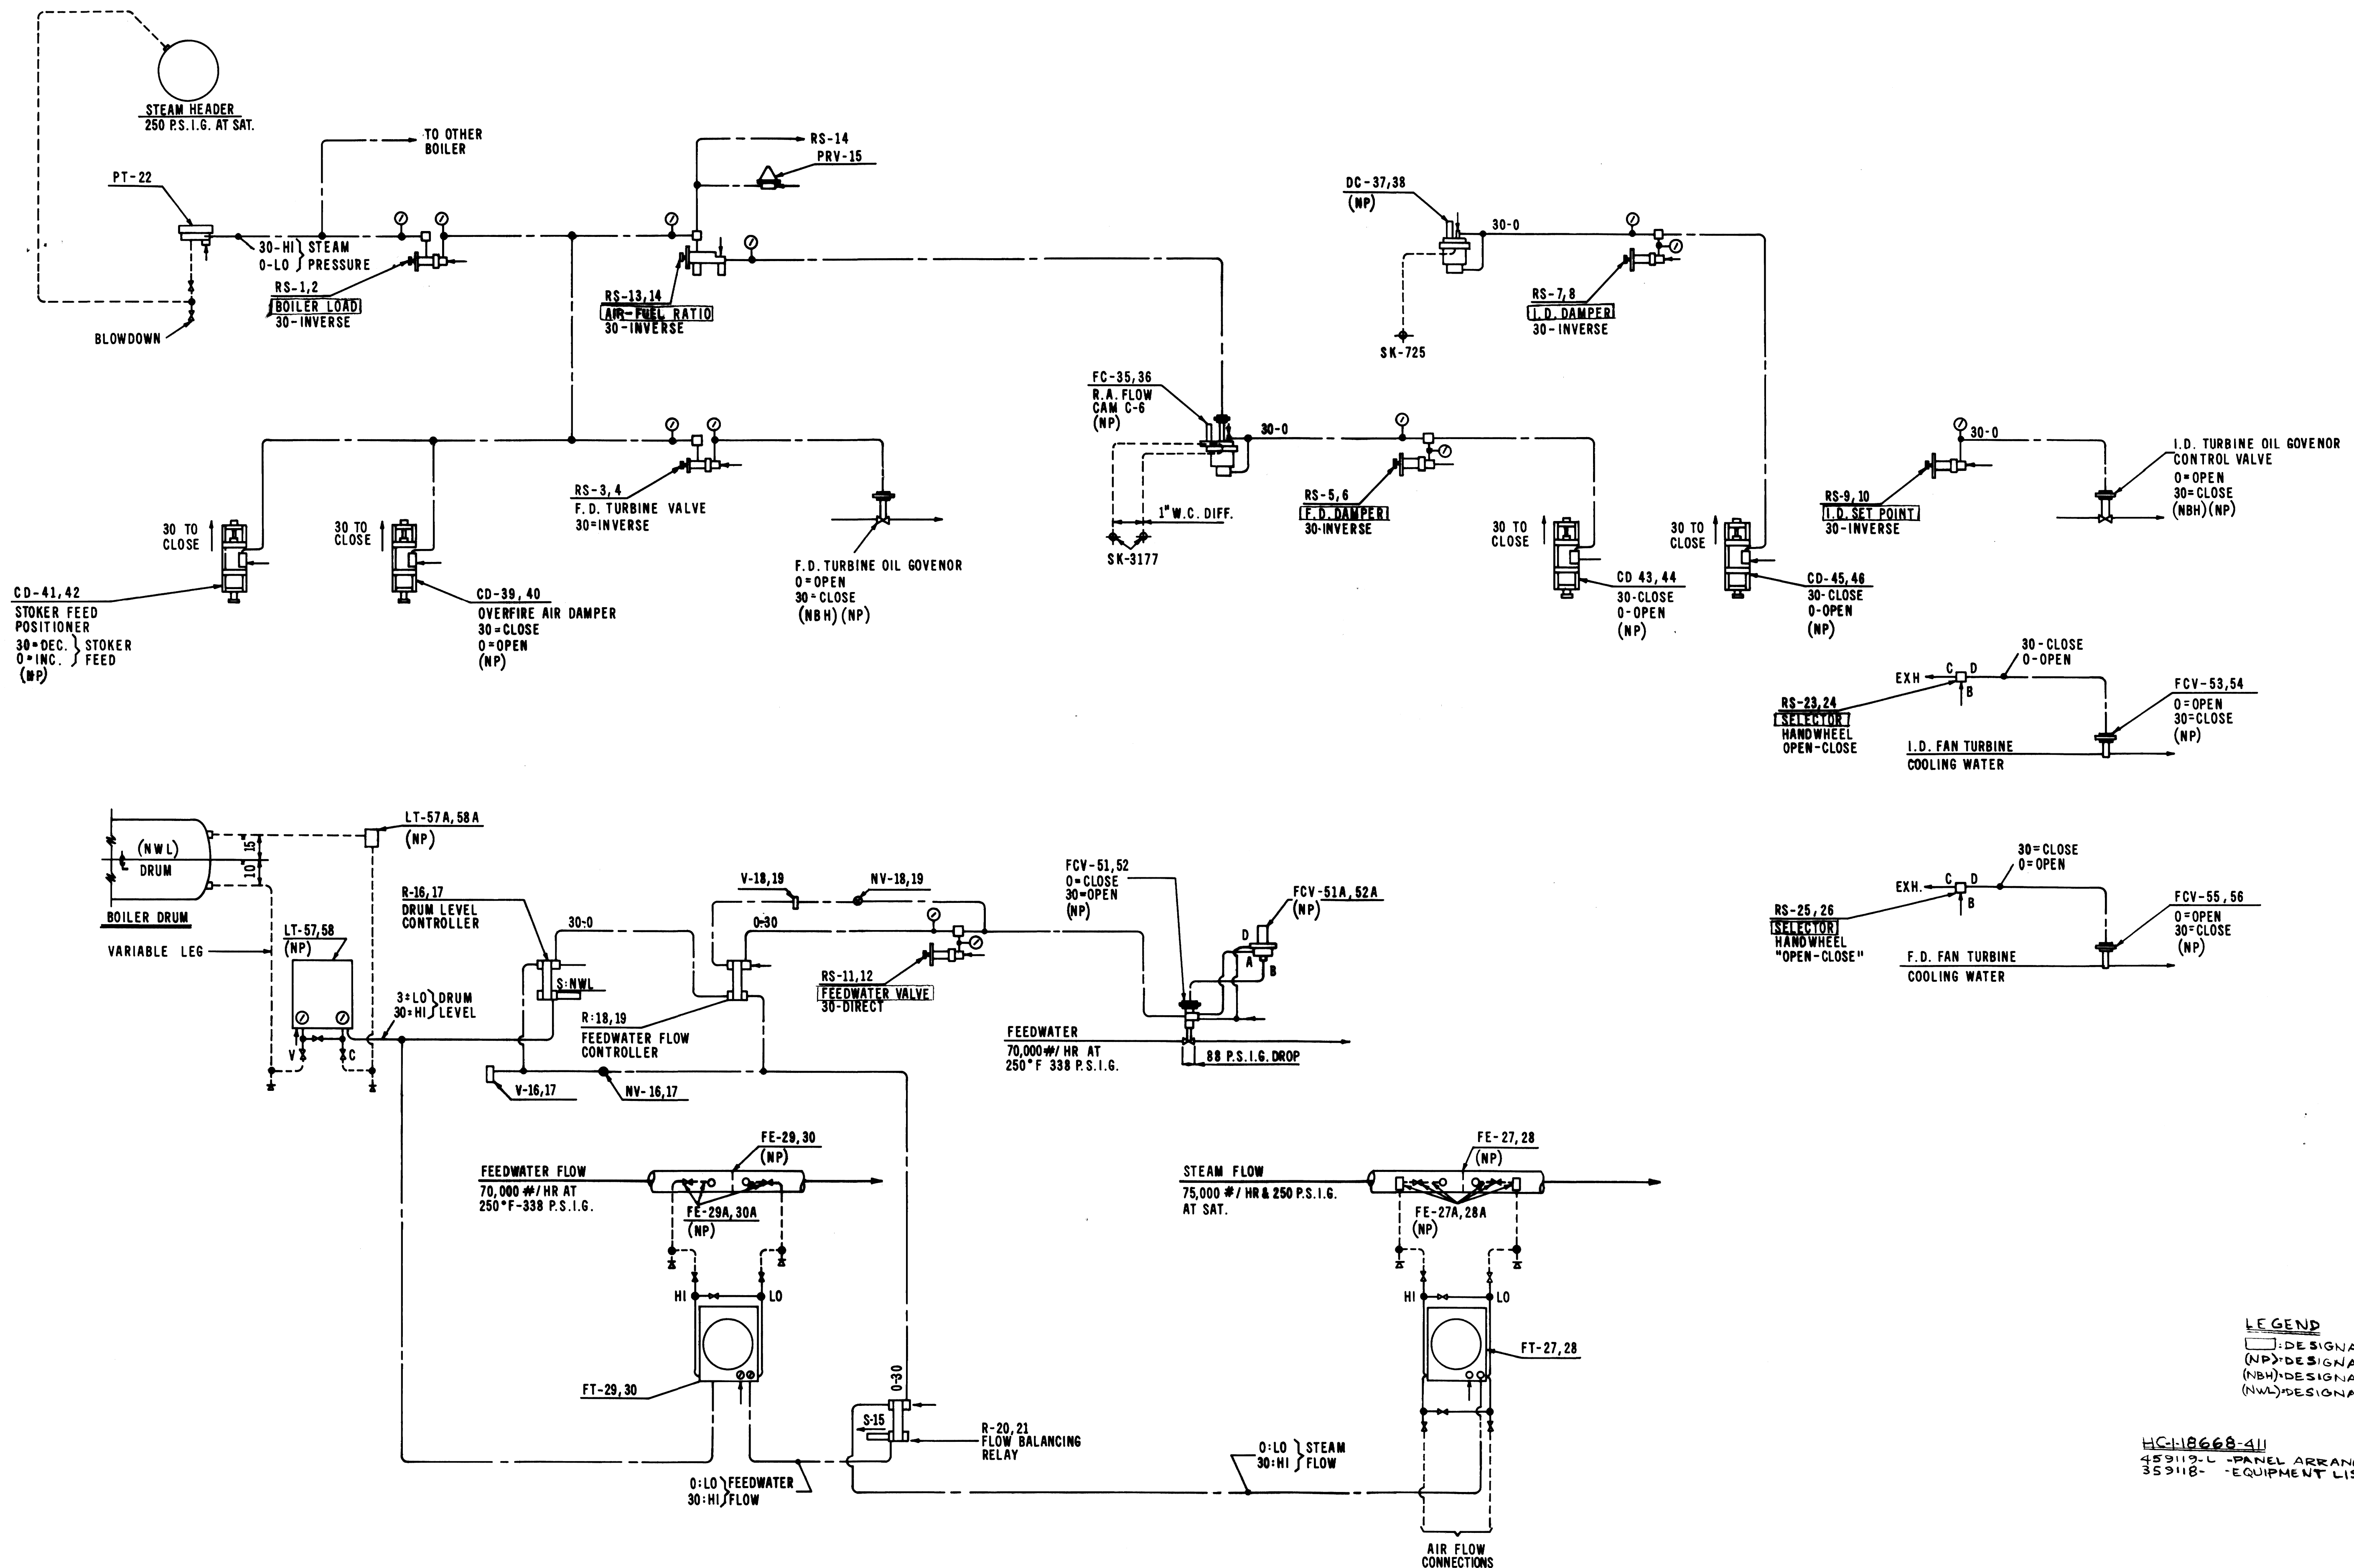 STEAM HEADER
250 P.S.I.G. AT SAT.
TO OTHER
BOILER
PT-22
30-HI } STEAM
0-LO } PRESSURE
RS-1,2
BOILER LOAD
30-INVERSE
BLOWDOWN
RS-14
PRV-15
RS-13,14
AIR-FUEL RATIO
30-INVERSE
DC-37,38
(NP)
30-0
RS-7,8
I.D. DAMPER
30-INVERSE
SK-725
FC-35,36
R.A. FLOW
CAM C-6
(NP)
30-0
1" W.C. DIFF.
SK-3177
RS-5,6
F.D. DAMPER
30-INVERSE
RS-3,4
F.D. TURBINE VALVE
30=INVERSE
30 TO
CLOSE
30 TO
CLOSE
30 TO
CLOSE
30 TO
CLOSE
CD-41,42
STOKER FEED
POSITIONER
30=DEC. } STOKER
0=INC. } FEED
(NP)
CD-39,40
OVERFIRE AIR DAMPER
30=CLOSE
0=OPEN
(NP)
F.D. TURBINE OIL GOVENOR
0=OPEN
30=CLOSE
(NBH)(NP)
CD 43,44
30-CLOSE
0-OPEN
(NP)
CD-45,46
30-CLOSE
0-OPEN
(NP)
30-0
RS-9,10
I.D. SET POINT
30-INVERSE
I.D. TURBINE OIL GOVENOR
CONTROL VALVE
0=OPEN
30=CLOSE
(NBH)(NP)
30-CLOSE
0-OPEN
EXH
C D
B
RS-23,24
SELECTOR
HANDWHEEL
OPEN-CLOSE
FCV-53,54
0=OPEN
30=CLOSE
(NP)
I.D. FAN TURBINE
COOLING WATER
30=CLOSE
0=OPEN
EXH.
C D
B
RS-25,26
SELECTOR
HANDWHEEL
"OPEN-CLOSE"
FCV-55,56
0=OPEN
30=CLOSE
(NP)
F.D. FAN TURBINE
COOLING WATER
(NWL)
DRUM
15"
10"
BOILER DRUM
VARIABLE LEG
LT-57A,58A
(NP)
LT-57,58
(NP)
V
C
3=LO } DRUM
30=HI } LEVEL
R-16,17
DRUM LEVEL
CONTROLLER
30-0
S:NWL
V-18,19
NV-18,19
0-30
R:18,19
FEEDWATER FLOW
CONTROLLER
V-16,17
NV-16,17
RS-11,12
FEEDWATER VALVE
30-DIRECT
FCV-51,52
0=CLOSE
30=OPEN
(NP)
FCV-51A,52A
(NP)
D
A
B
FEEDWATER
70,000#/HR AT
250°F 338 P.S.I.G.
88 P.S.I.G. DROP
FE-29,30
(NP)
FEEDWATER FLOW
70,000 #/HR AT
250°F-338 P.S.I.G.
FE-29A,30A
(NP)
HI
LO
FT-29,30
0:LO } FEEDWATER
30:HI } FLOW
0-30
S-15
R-20,21
FLOW BALANCING
RELAY
FE-27,28
(NP)
STEAM FLOW
75,000 #/HR & 250 P.S.I.G.
AT SAT.
FE-27A,28A
(NP)
HI
LO
FT-27,28
0:LO } STEAM
30:HI } FLOW
AIR FLOW
CONNECTIONS
LEGEND
:DESIGNA
(NP)=DESIGNA
(NBH)=DESIGNA
(NWL)=DESIGNA
HC-1-18668-411
459119-L -PANEL ARRAN
359118- -EQUIPMENT LIS